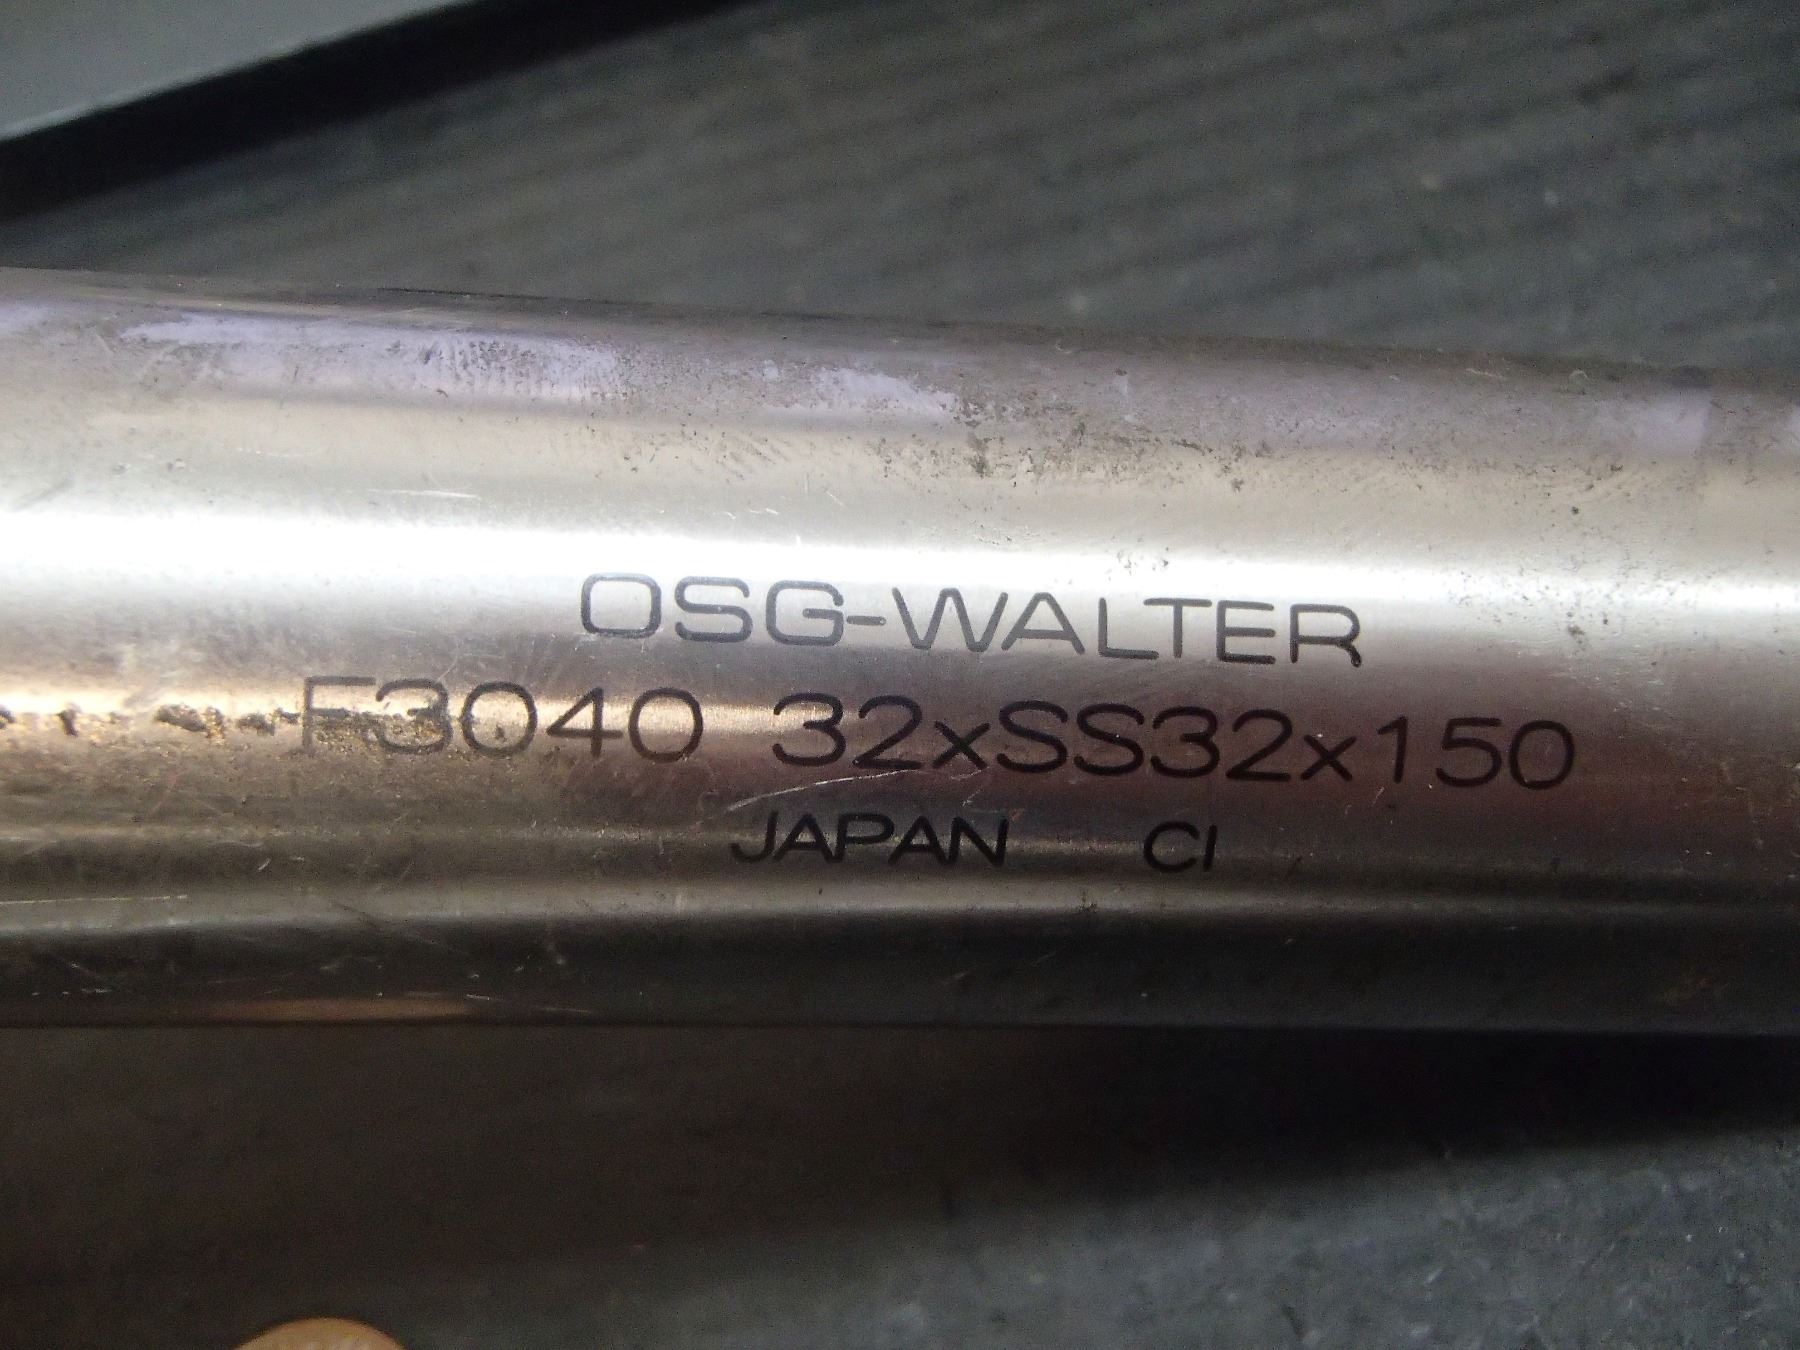 OSG-WALTER
F3040 32xSS32x150
JAPAN CI